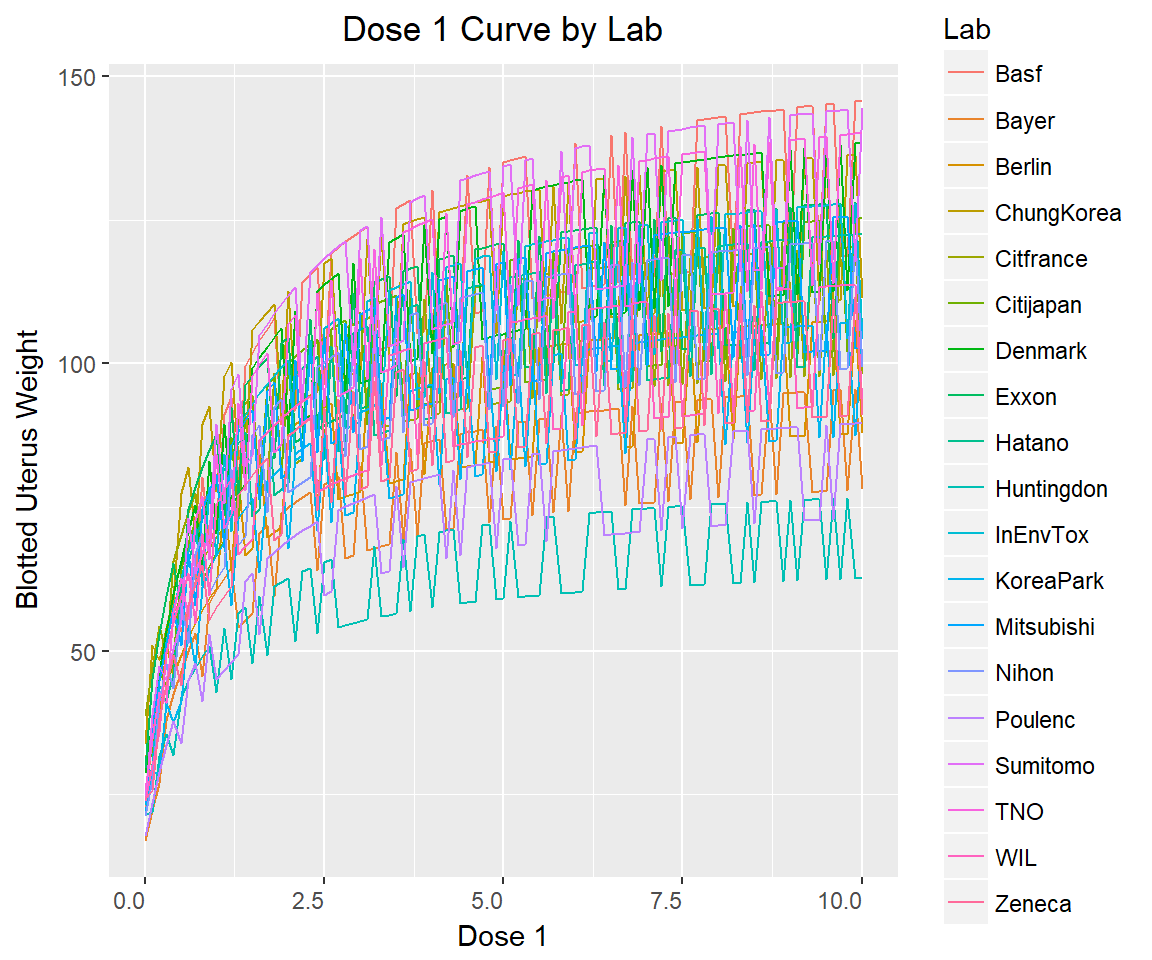 Dose 1 Curve by Lab
Blotted Uterus Weight
150
100
50
0.0 2.5 5.0 7.5 10.0
Dose 1
Lab
Basf
Bayer
Berlin
ChungKorea
Citfrance
Citijapan
Denmark
Exxon
Hatano
Huntingdon
InEnvTox
KoreaPark
Mitsubishi
Nihon
Poulenc
Sumitomo
TNO
WIL
Zeneca